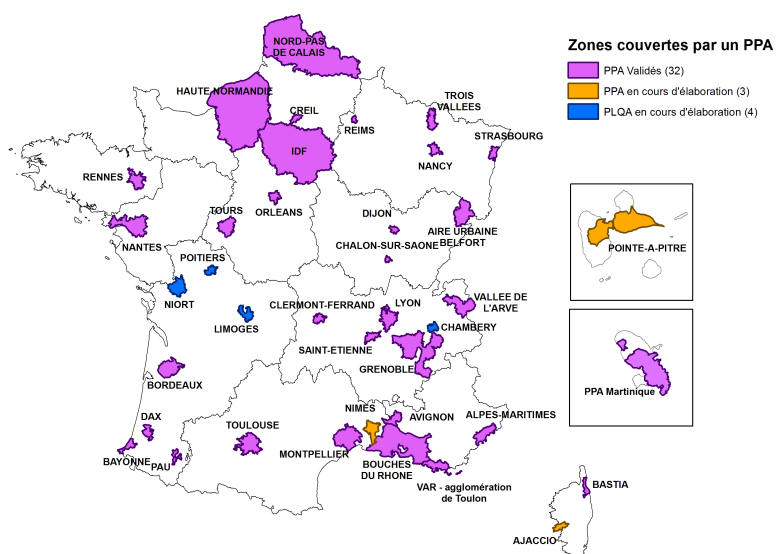 Zones couvertes par un PPA
PPA Validés (32)
PPA en cours d'élaboration (3)
PLQA en cours d'élaboration (4)
NORD-PAS
DE CALAIS
HAUTE-NORMANDIE
CREIL
REIMS
TROIS
VALLEES
STRASBOURG
NANCY
IDF
RENNES
NANTES
TOURS
ORLEANS
DIJON
CHALON-SUR-SAONE
AIRE URBAINE
BELFORT
POITIERS
NIORT
LIMOGES
CLERMONT-FERRAND
LYON
VALLEE DE
L'ARVE
CHAMBERY
SAINT-ETIENNE
GRENOBLE
BORDEAUX
DAX
BAYONNE
PAU
TOULOUSE
MONTPELLIER
NIMES
AVIGNON
ALPES-MARITIMES
BOUCHES
DU RHONE
VAR - agglomération
de Toulon
POINTE-A-PITRE
PPA Martinique
BASTIA
AJACCIO